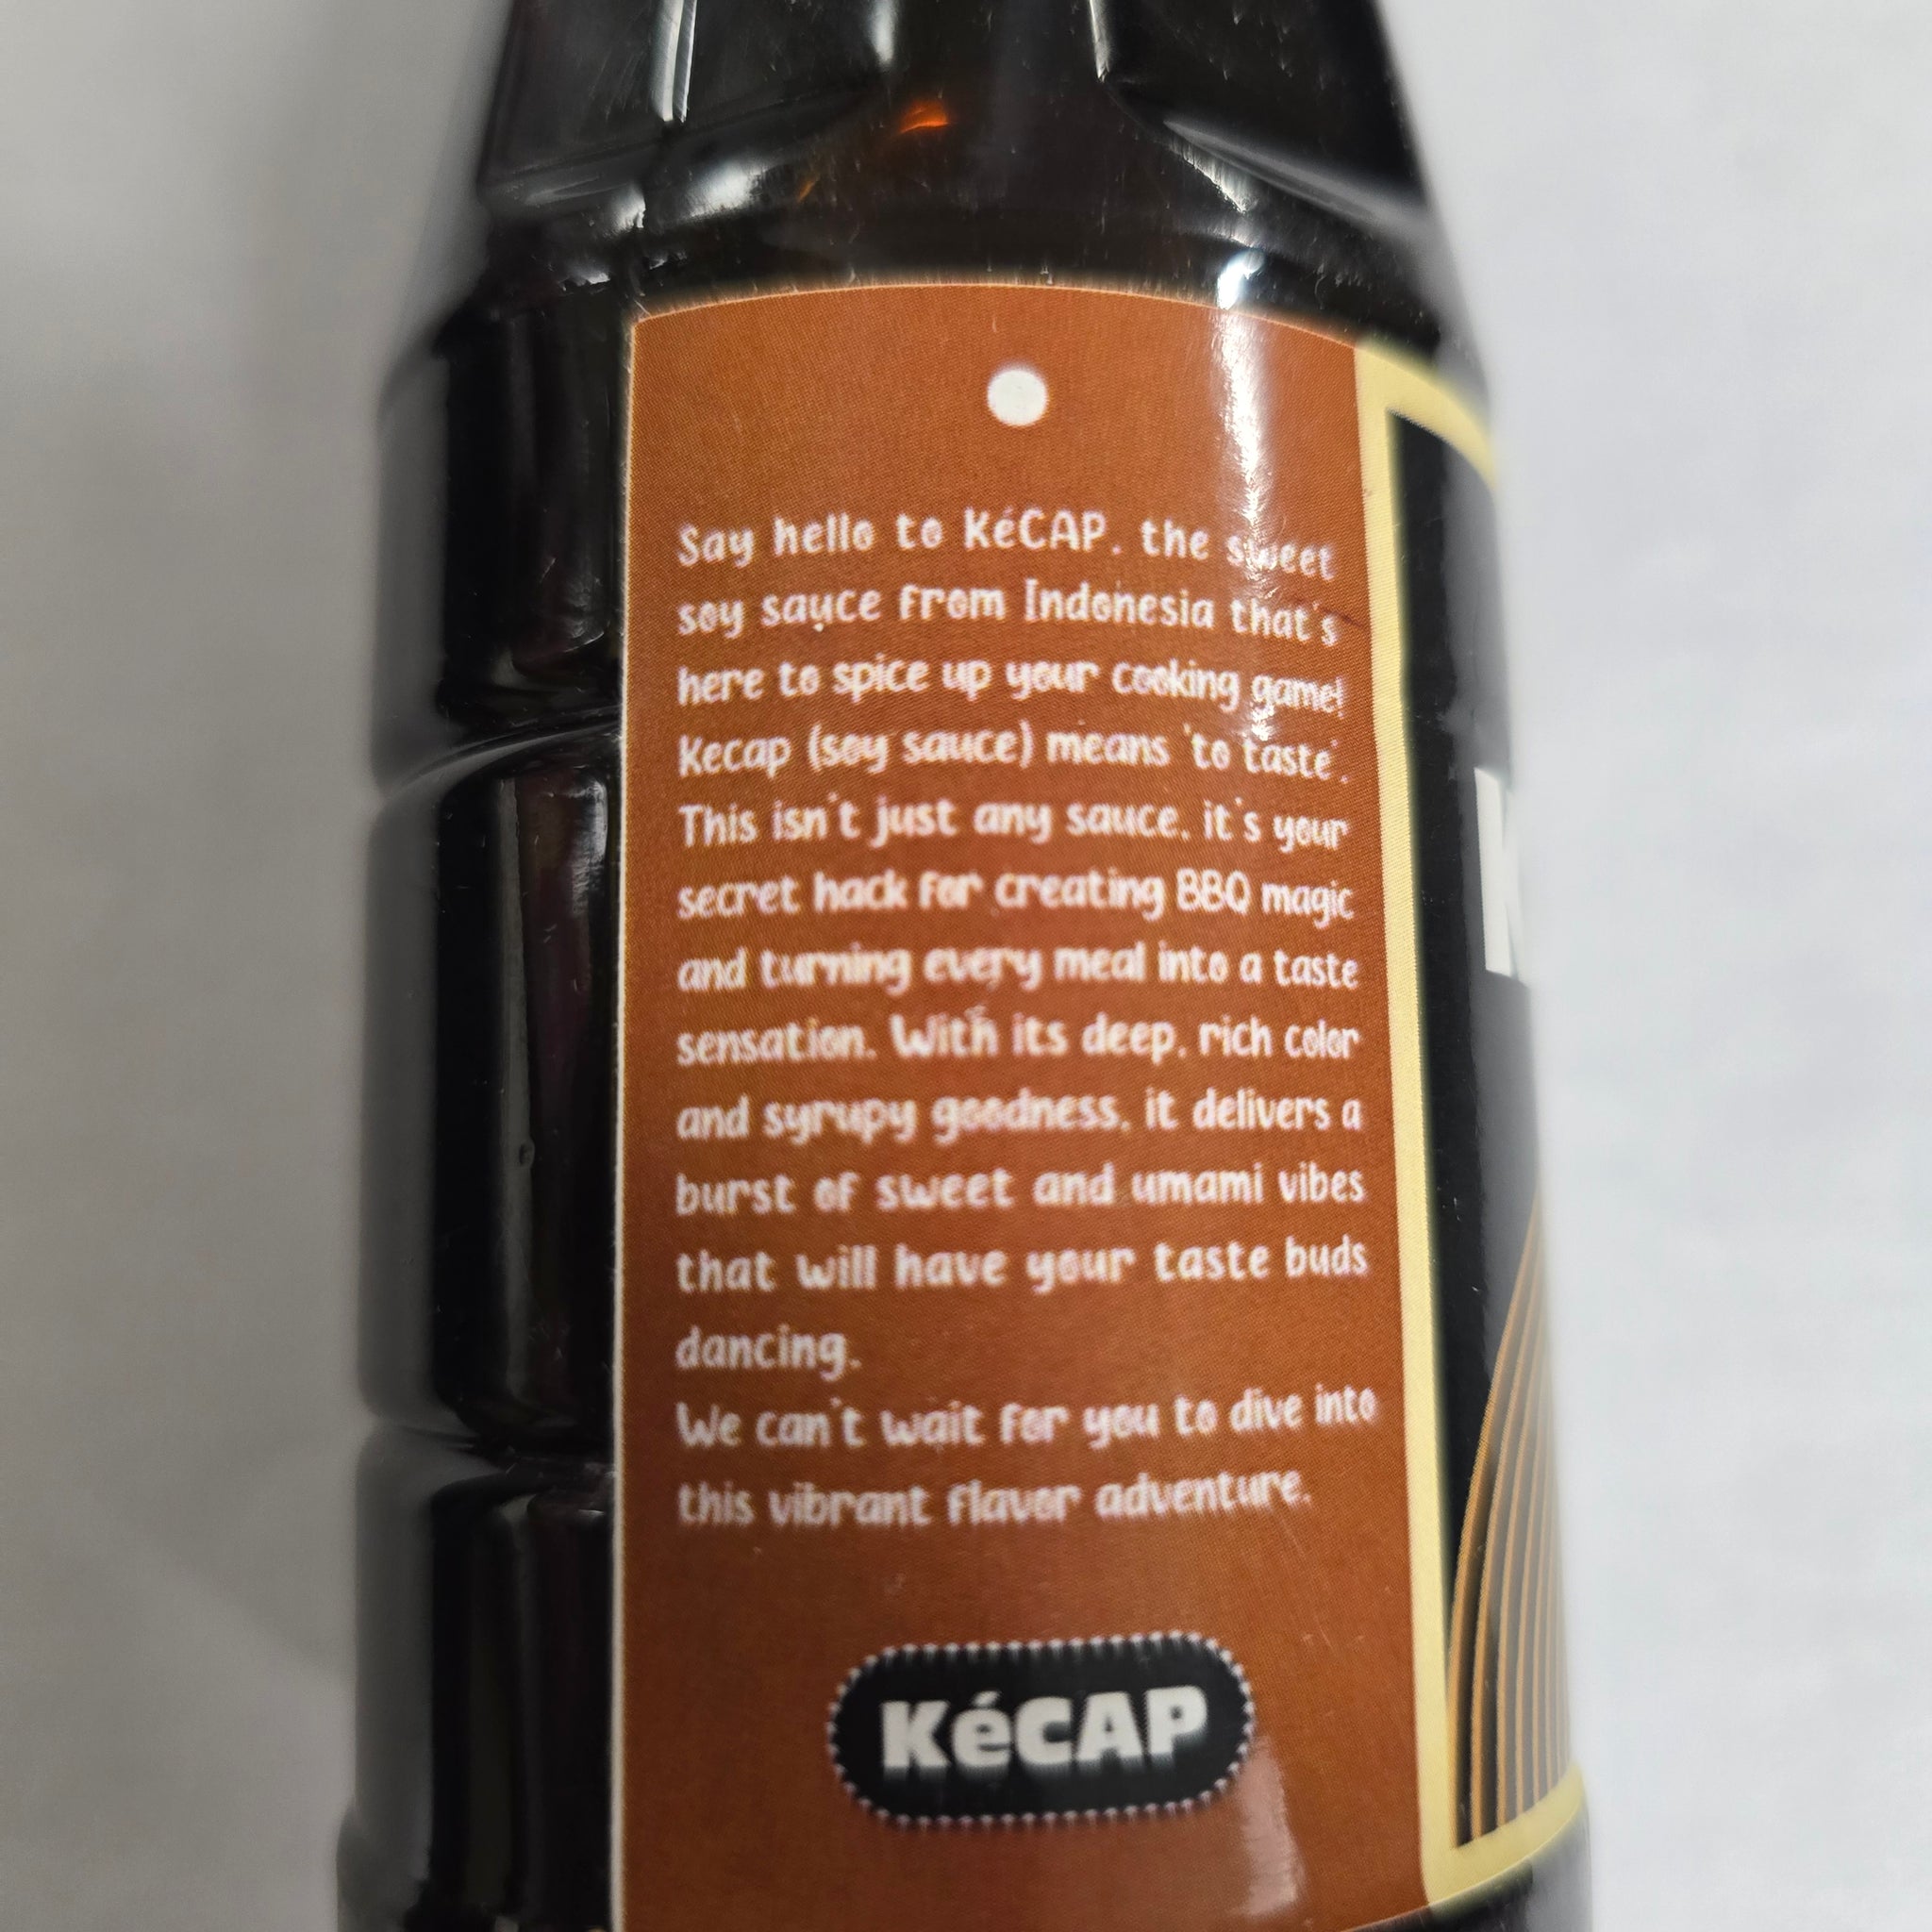 Say hello to KéCAP, the sweet
soy sauce from Indonesia that's
here to spice up your cooking game!
Kecap (soy sauce) means 'to taste'.
This isn't just any sauce, it's your
secret hack for creating BBQ magic
and turning every meal into a taste
sensation. With its deep, rich color
and syrupy goodness, it delivers a
burst of sweet and umami vibes
that will have your taste buds
dancing.
We can't wait for you to dive into
this vibrant flavor adventure.
KéCAP
K